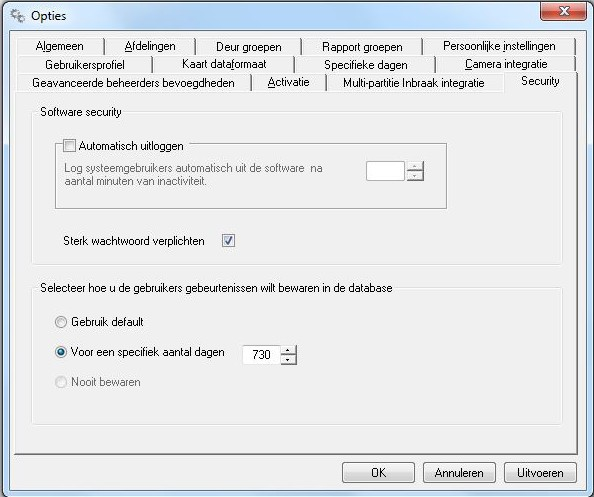 Opties
Algemeen Afdelingen Deur groepen Rapport groepen Persoonlijke instellingen
Gebruikersprofiel Kaart dataformaat Specifieke dagen Camera integratie
Geavanceerde beheerders bevoegdheden Activatie Multi-partitie Inbraak integratie Security
Software security
Automatisch uitloggen
Log systeemgebruikers automatisch uit de software na
aantal minuten van inactiviteit.
Sterk wachtwoord verplichten
Selecteer hoe u de gebruikers gebeurtenissen wilt bewaren in de database
Gebruik default
Voor een specifiek aantal dagen 730
Nooit bewaren
OK Annuleren Uitvoeren